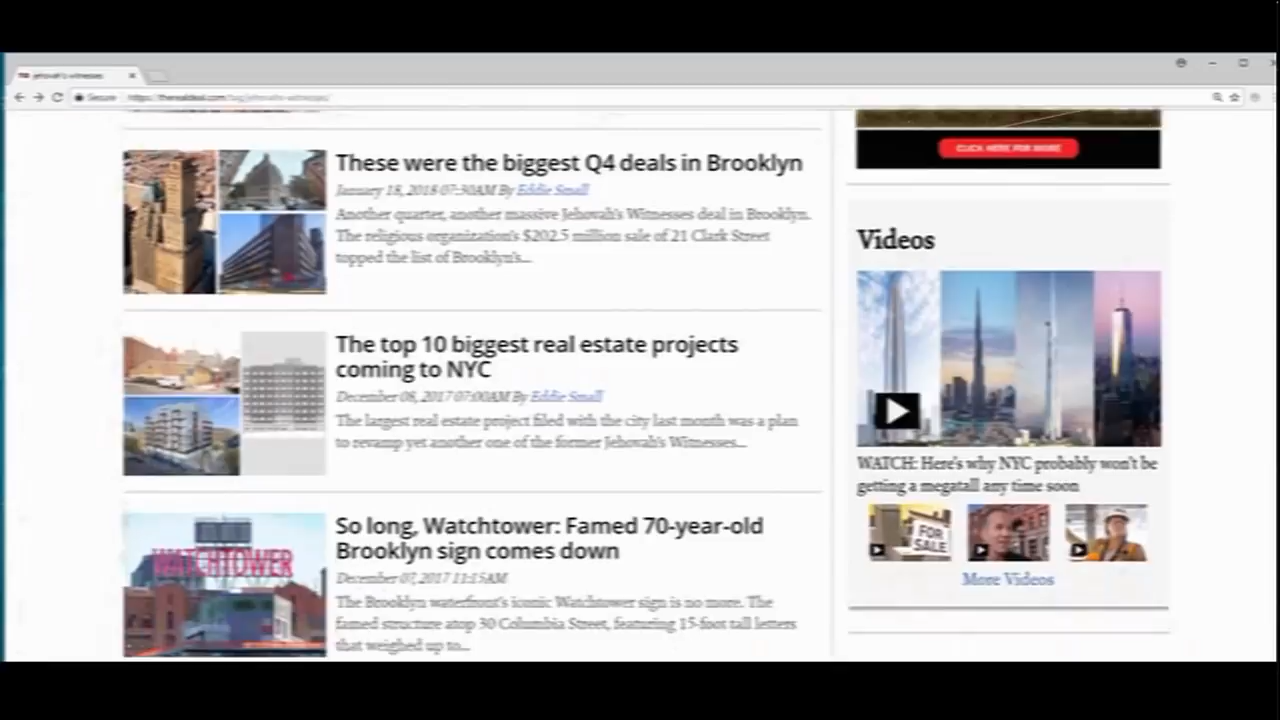 jehovah's witnesses
Secure
These were the biggest Q4 deals in Brooklyn
January 18, 2018 07:30AM By Eddie Small
Another quarter, another massive Jehovah's Witnesses deal in Brooklyn.
The religious organization's $202.5 million sale of 21 Clark Street
topped the list of Brooklyn's...
The top 10 biggest real estate projects
coming to NYC
December 08, 2017 07:00AM By Eddie Small
The largest real estate project filed with the city last month was a plan
to revamp yet another one of the former Jehovah's Witnesses...
WATCHTOWER
So long, Watchtower: Famed 70-year-old
Brooklyn sign comes down
December 07, 2017 11:15AM
The Brooklyn waterfront's iconic Watchtower sign is no more. The
famed structure atop 30 Columbia Street, featuring 15-foot tall letters
that weighed up to...
CLICK HERE FOR MORE
Videos
WATCH: Here's why NYC probably won't be
getting a megatall any time soon
FOR
SALE
More Videos